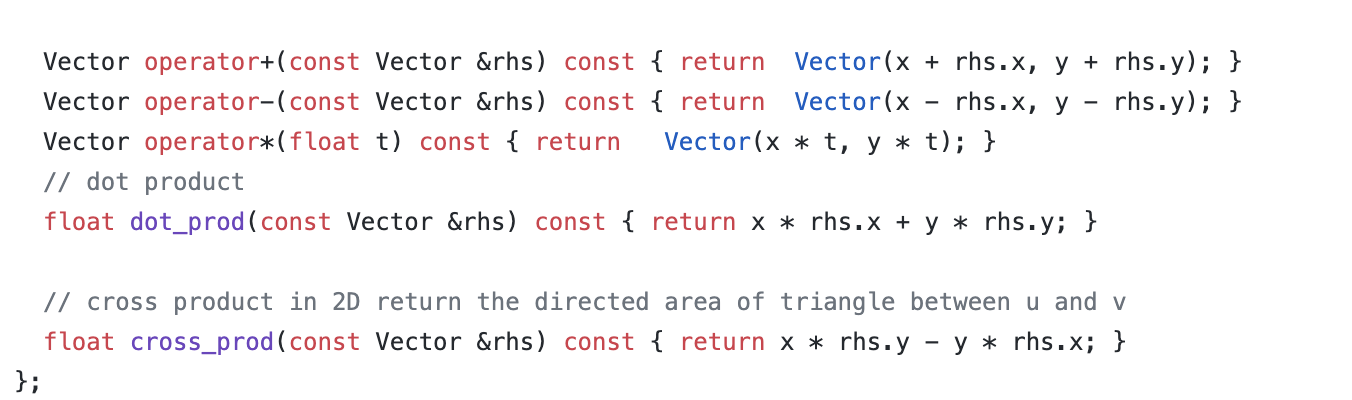 Vector operator+(const Vector &rhs) const { return  Vector(x + rhs.x, y + rhs.y); }
Vector operator-(const Vector &rhs) const { return  Vector(x - rhs.x, y - rhs.y); }
Vector operator*(float t) const { return   Vector(x * t, y * t); }
// dot product
float dot_prod(const Vector &rhs) const { return x * rhs.x + y * rhs.y; }
// cross product in 2D return the directed area of triangle between u and v
float cross_prod(const Vector &rhs) const { return x * rhs.y - y * rhs.x; }
};